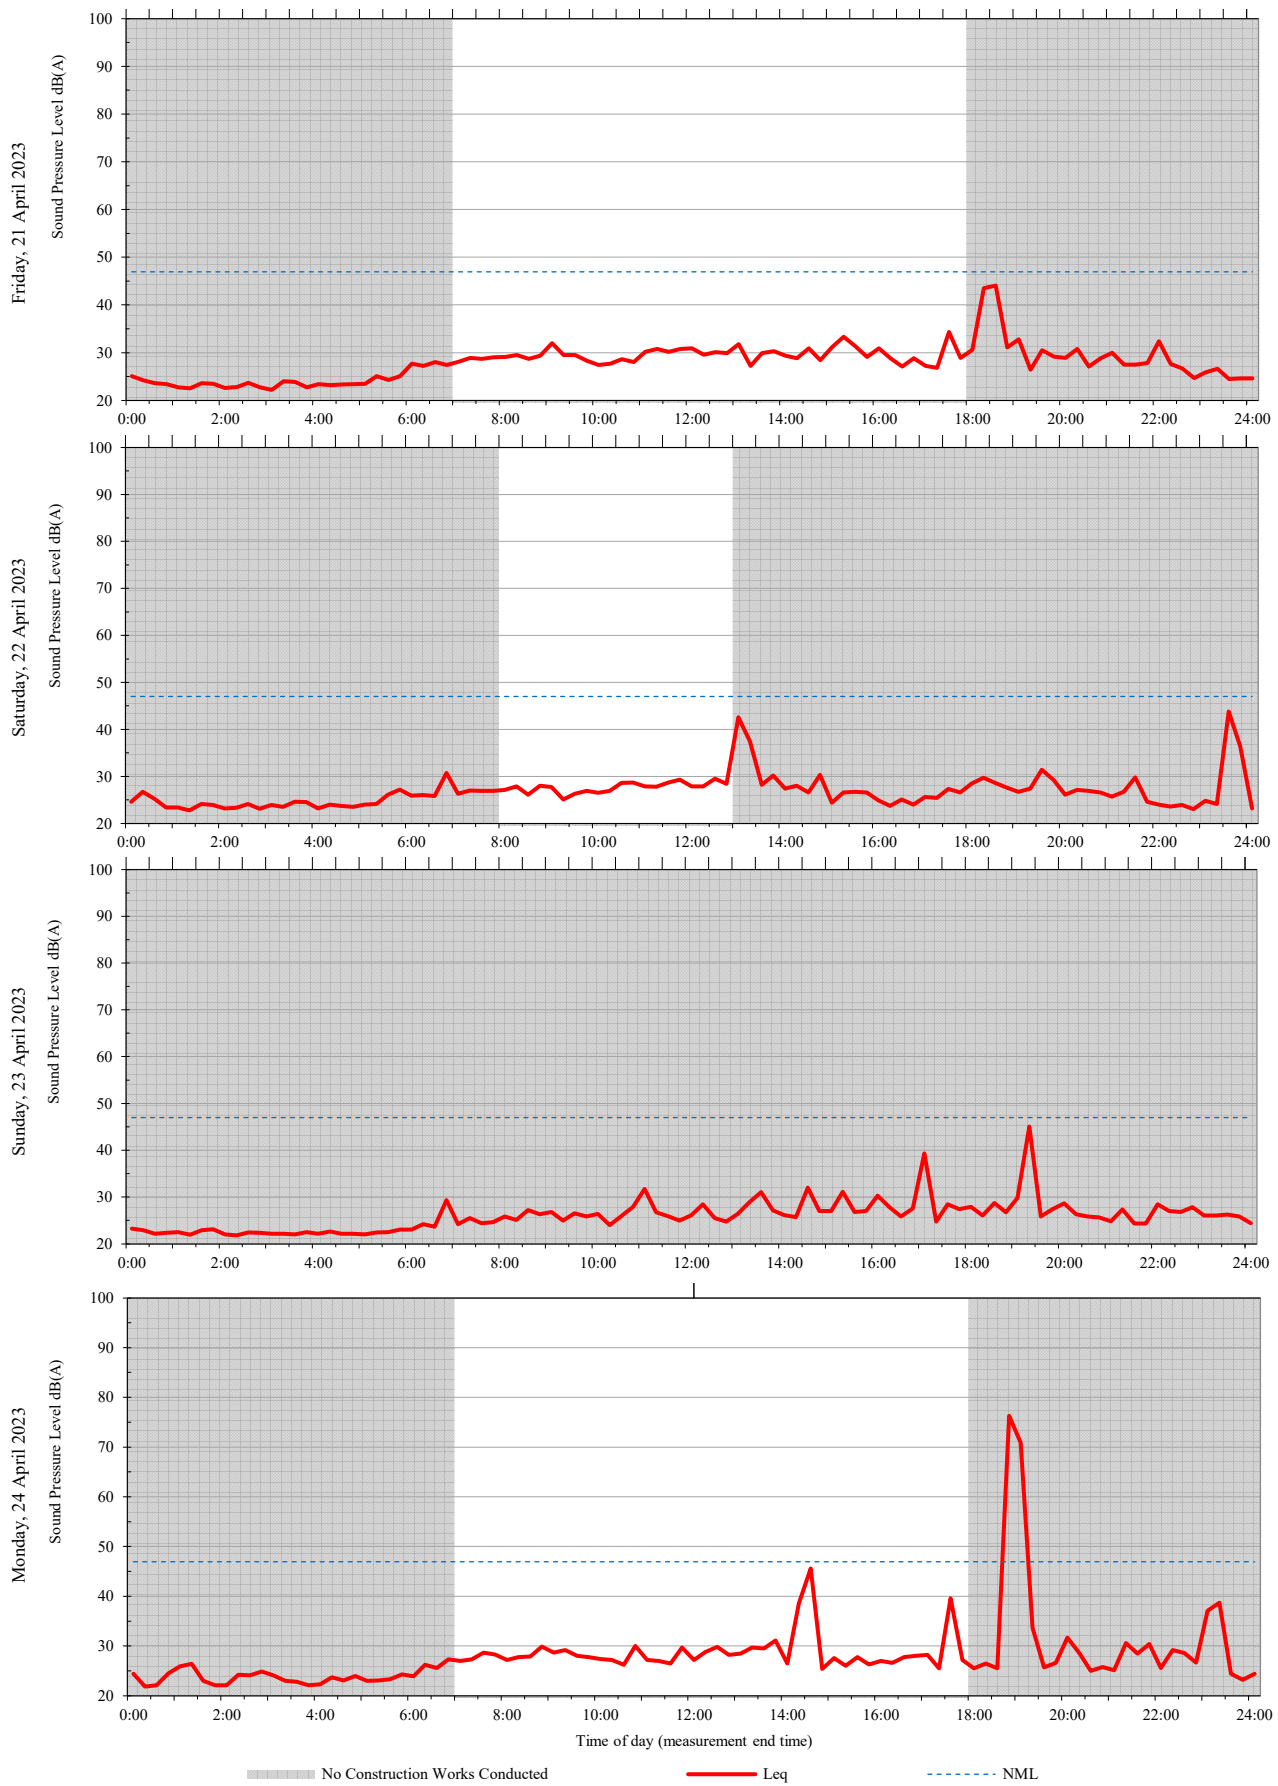 Friday, 21 April 2023
Sound Pressure Level dB(A)
100
90
80
70
60
50
40
30
20
0:00 2:00 4:00 6:00 8:00 10:00 12:00 14:00 16:00 18:00 20:00 22:00 24:00
Saturday, 22 April 2023
Sound Pressure Level dB(A)
100
90
80
70
60
50
40
30
20
0:00 2:00 4:00 6:00 8:00 10:00 12:00 14:00 16:00 18:00 20:00 22:00 24:00
Sunday, 23 April 2023
Sound Pressure Level dB(A)
100
90
80
70
60
50
40
30
20
0:00 2:00 4:00 6:00 8:00 10:00 12:00 14:00 16:00 18:00 20:00 22:00 24:00
Monday, 24 April 2023
Sound Pressure Level dB(A)
100
90
80
70
60
50
40
30
20
0:00 2:00 4:00 6:00 8:00 10:00 12:00 14:00 16:00 18:00 20:00 22:00 24:00
Time of day (measurement end time)
No Construction Works Conducted Leq NML